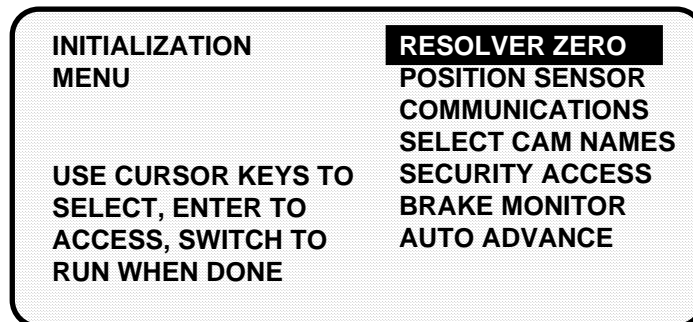 INITIALIZATION
MENU
USE CURSOR KEYS TO
SELECT, ENTER TO
ACCESS, SWITCH TO
RUN WHEN DONE
RESOLVER ZERO
POSITION SENSOR
COMMUNICATIONS
SELECT CAM NAMES
SECURITY ACCESS
BRAKE MONITOR
AUTO ADVANCE